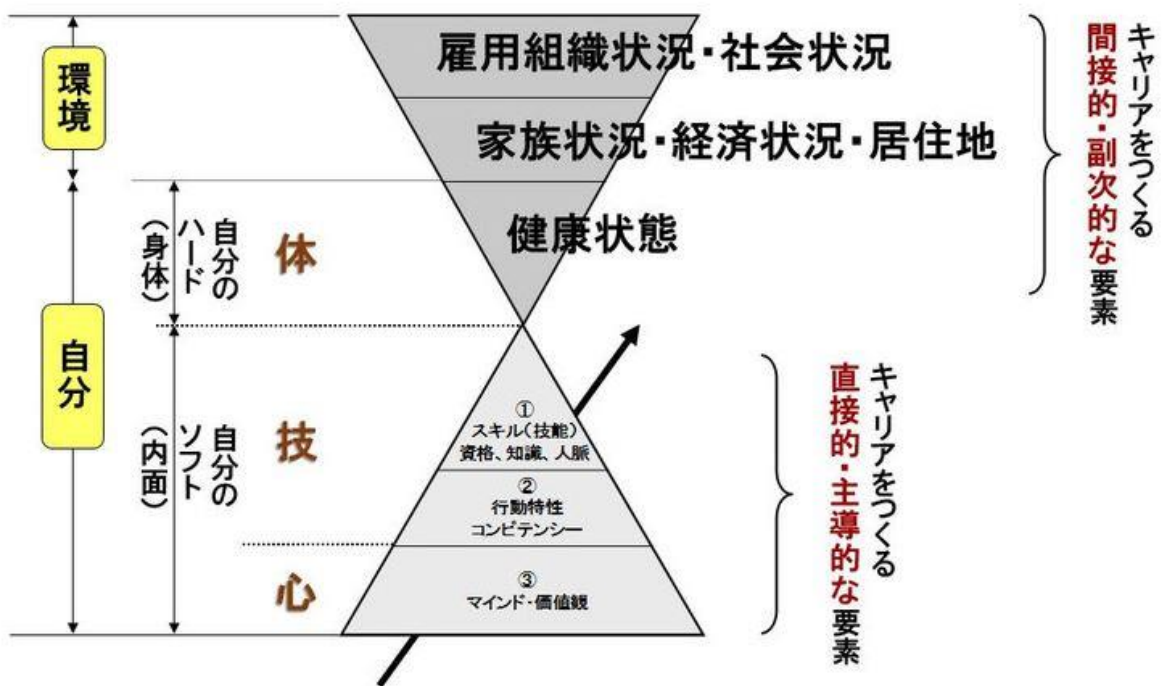 環境
自分
自分の
ハード
(身体)
自分の
ソフト
(内面)
体
技
心
雇用組織状況・社会状況
家族状況・経済状況・居住地
健康状態
①
スキル(技能)
資格、知識、人脈
②
行動特性
コンピテンシー
③
マインド・価値観
キャリアをつくる
間接的・副次的な要素
キャリアをつくる
直接的・主導的な要素